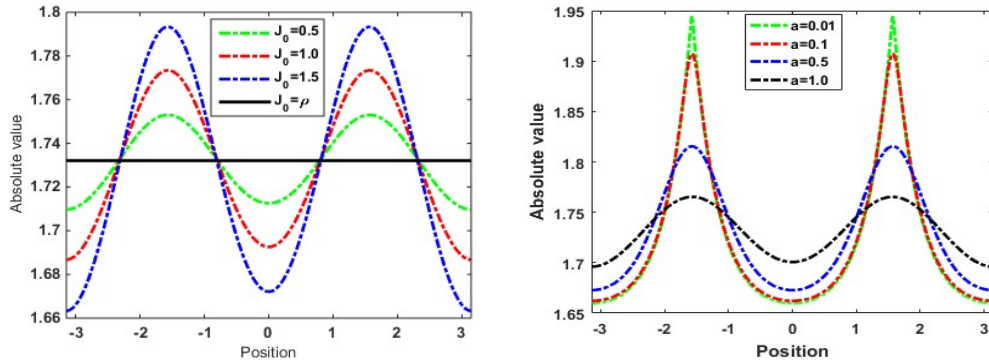 1.8
1.78
1.76
1.74
1.72
1.7
1.68
1.66
Absolute value
-3 -2 -1 0 1 2 3
Position
J0=0.5
J0=1.0
J0=1.5
J0=ρ
1.95
1.9
1.85
1.8
1.75
1.7
1.65
Absolute value
-3 -2 -1 0 1 2 3
Position
a=0.01
a=0.1
a=0.5
a=1.0